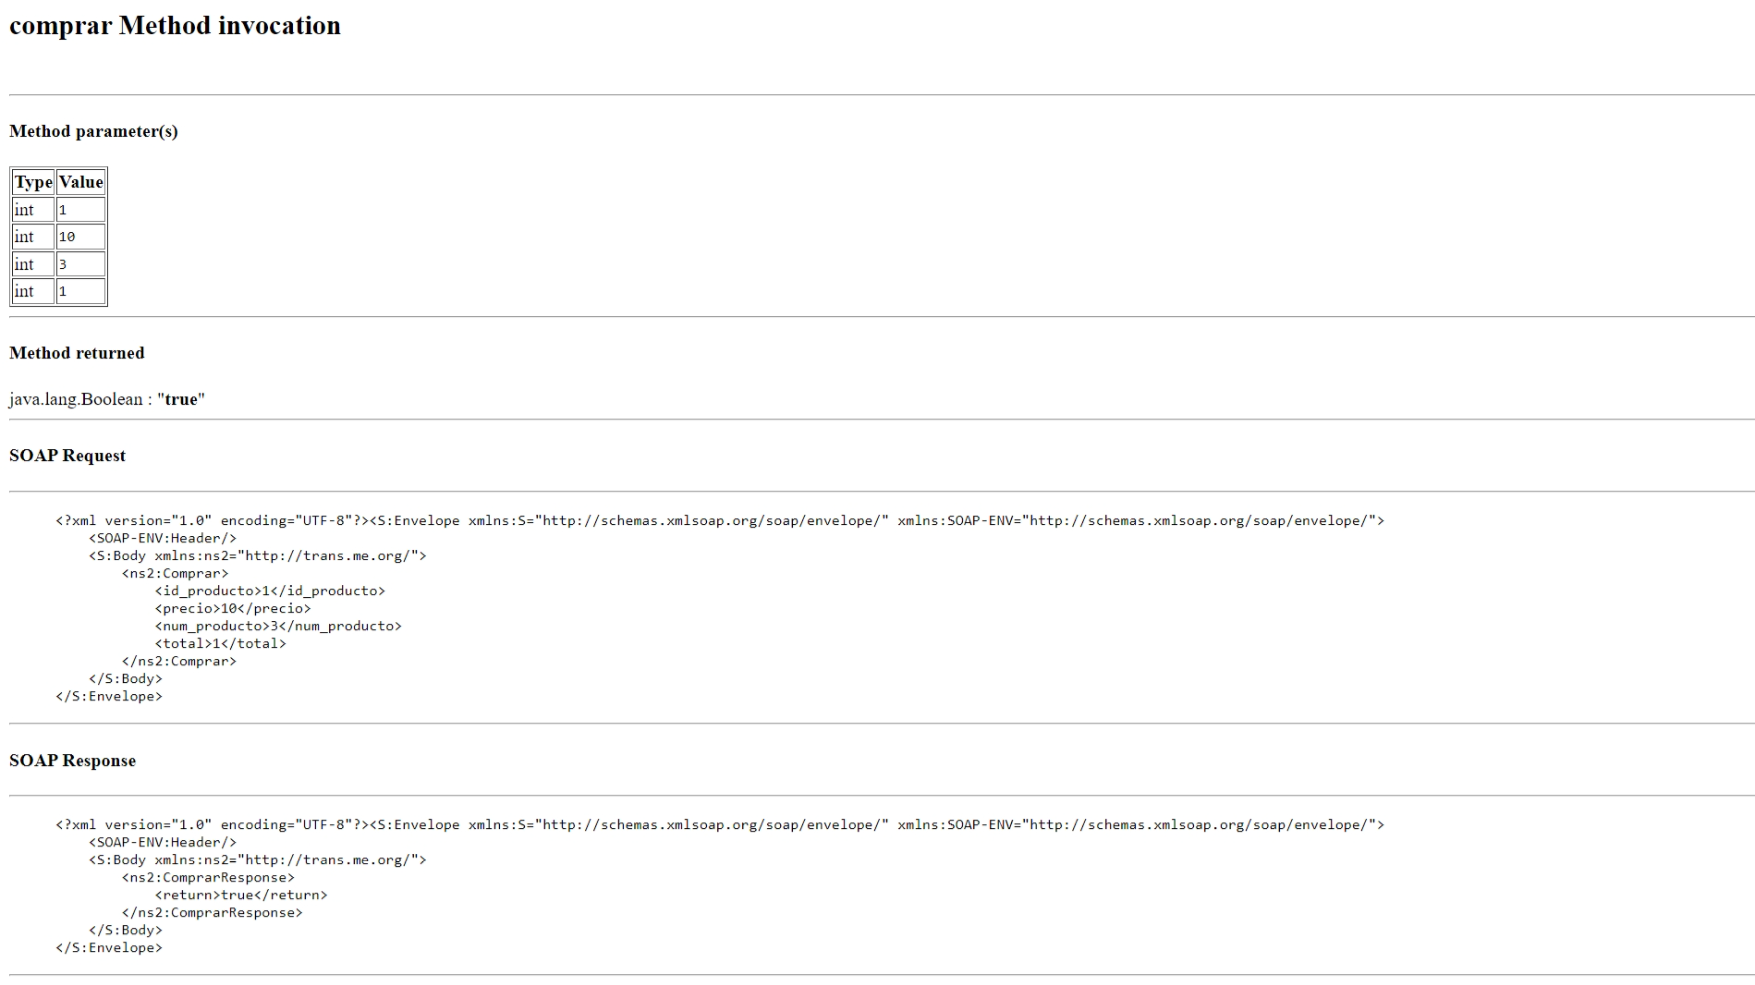 comprar Method invocation
Method parameter(s)
Type Value
int 1
int 10
int 3
int 1
Method returned
java.lang.Boolean : "true"
SOAP Request
<?xml version="1.0" encoding="UTF-8"?><S:Envelope xmlns:S="http://schemas.xmlsoap.org/soap/envelope/" xmlns:SOAP-ENV="http://schemas.xmlsoap.org/soap/envelope/">
<SOAP-ENV:Header/>
<S:Body xmlns:ns2="http://trans.me.org/">
<ns2:Comprar>
<id_producto>1</id_producto>
<precio>10</precio>
<num_producto>3</num_producto>
<total>1</total>
</ns2:Comprar>
</S:Body>
</S:Envelope>
SOAP Response
<?xml version="1.0" encoding="UTF-8"?><S:Envelope xmlns:S="http://schemas.xmlsoap.org/soap/envelope/" xmlns:SOAP-ENV="http://schemas.xmlsoap.org/soap/envelope/">
<SOAP-ENV:Header/>
<S:Body xmlns:ns2="http://trans.me.org/">
<ns2:ComprarResponse>
<return>true</return>
</ns2:ComprarResponse>
</S:Body>
</S:Envelope>